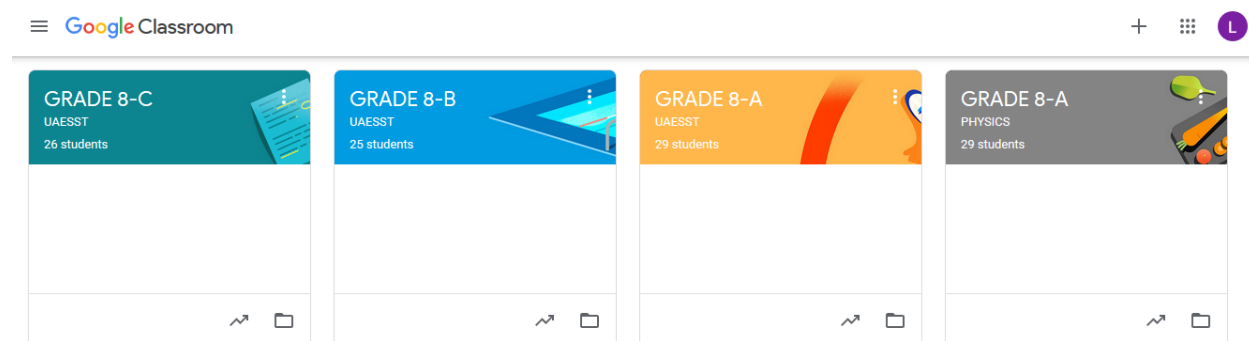 Google Classroom
L
GRADE 8-C
UAESST
26 students
GRADE 8-B
UAESST
25 students
GRADE 8-A
UAESST
29 students
GRADE 8-A
PHYSICS
29 students